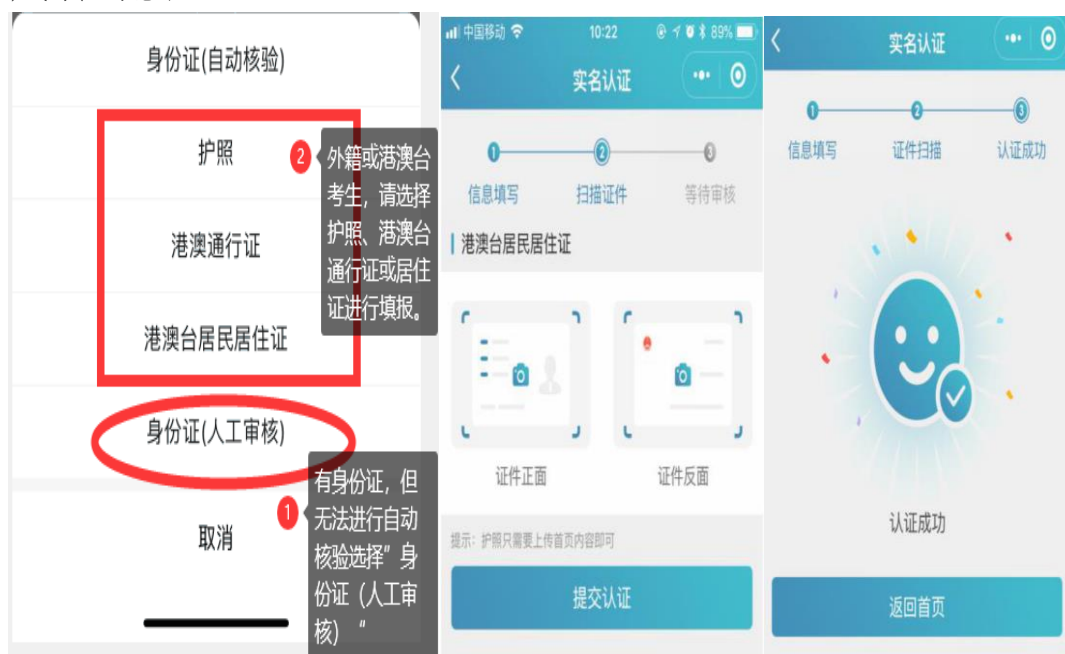 身份证(自动核验)
护照
港澳通行证
港澳台居民居住证
身份证(人工审核)
取消
2
外籍或港澳台
考生，请选择
护照、港澳台
通行证或居住
证进行填报。
1
有身份证，但
无法进行自动
核验选择”身
份证（人工审
核）“
中国移动
10:22
89%
实名认证
1
2
3
信息填写
扫描证件
等待审核
港澳台居民居住证
证件正面
证件反面
提示：护照只需要上传首页内容即可
提交认证
实名认证
1
2
3
信息填写
证件扫描
认证成功
认证成功
返回首页